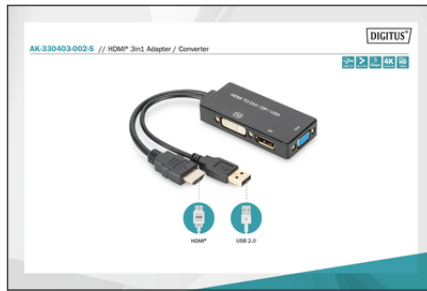 DIGITUS®
AK-330403-002-S // HDMI® 3in1 Adapter / Converter
4K
HDMI TO DVI / DP / VGA
HDMI®
USB 2.0